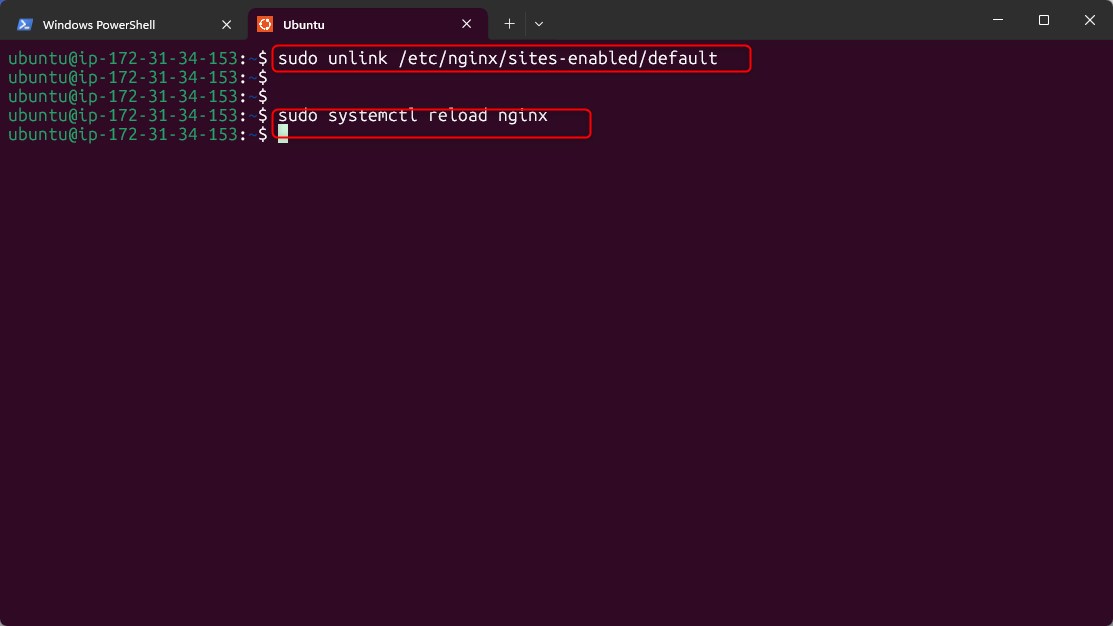 Windows PowerShell
Ubuntu
ubuntu@ip-172-31-34-153:~$ sudo unlink /etc/nginx/sites-enabled/default
ubuntu@ip-172-31-34-153:~$
ubuntu@ip-172-31-34-153:~$
ubuntu@ip-172-31-34-153:~$ sudo systemctl reload nginx
ubuntu@ip-172-31-34-153:~$